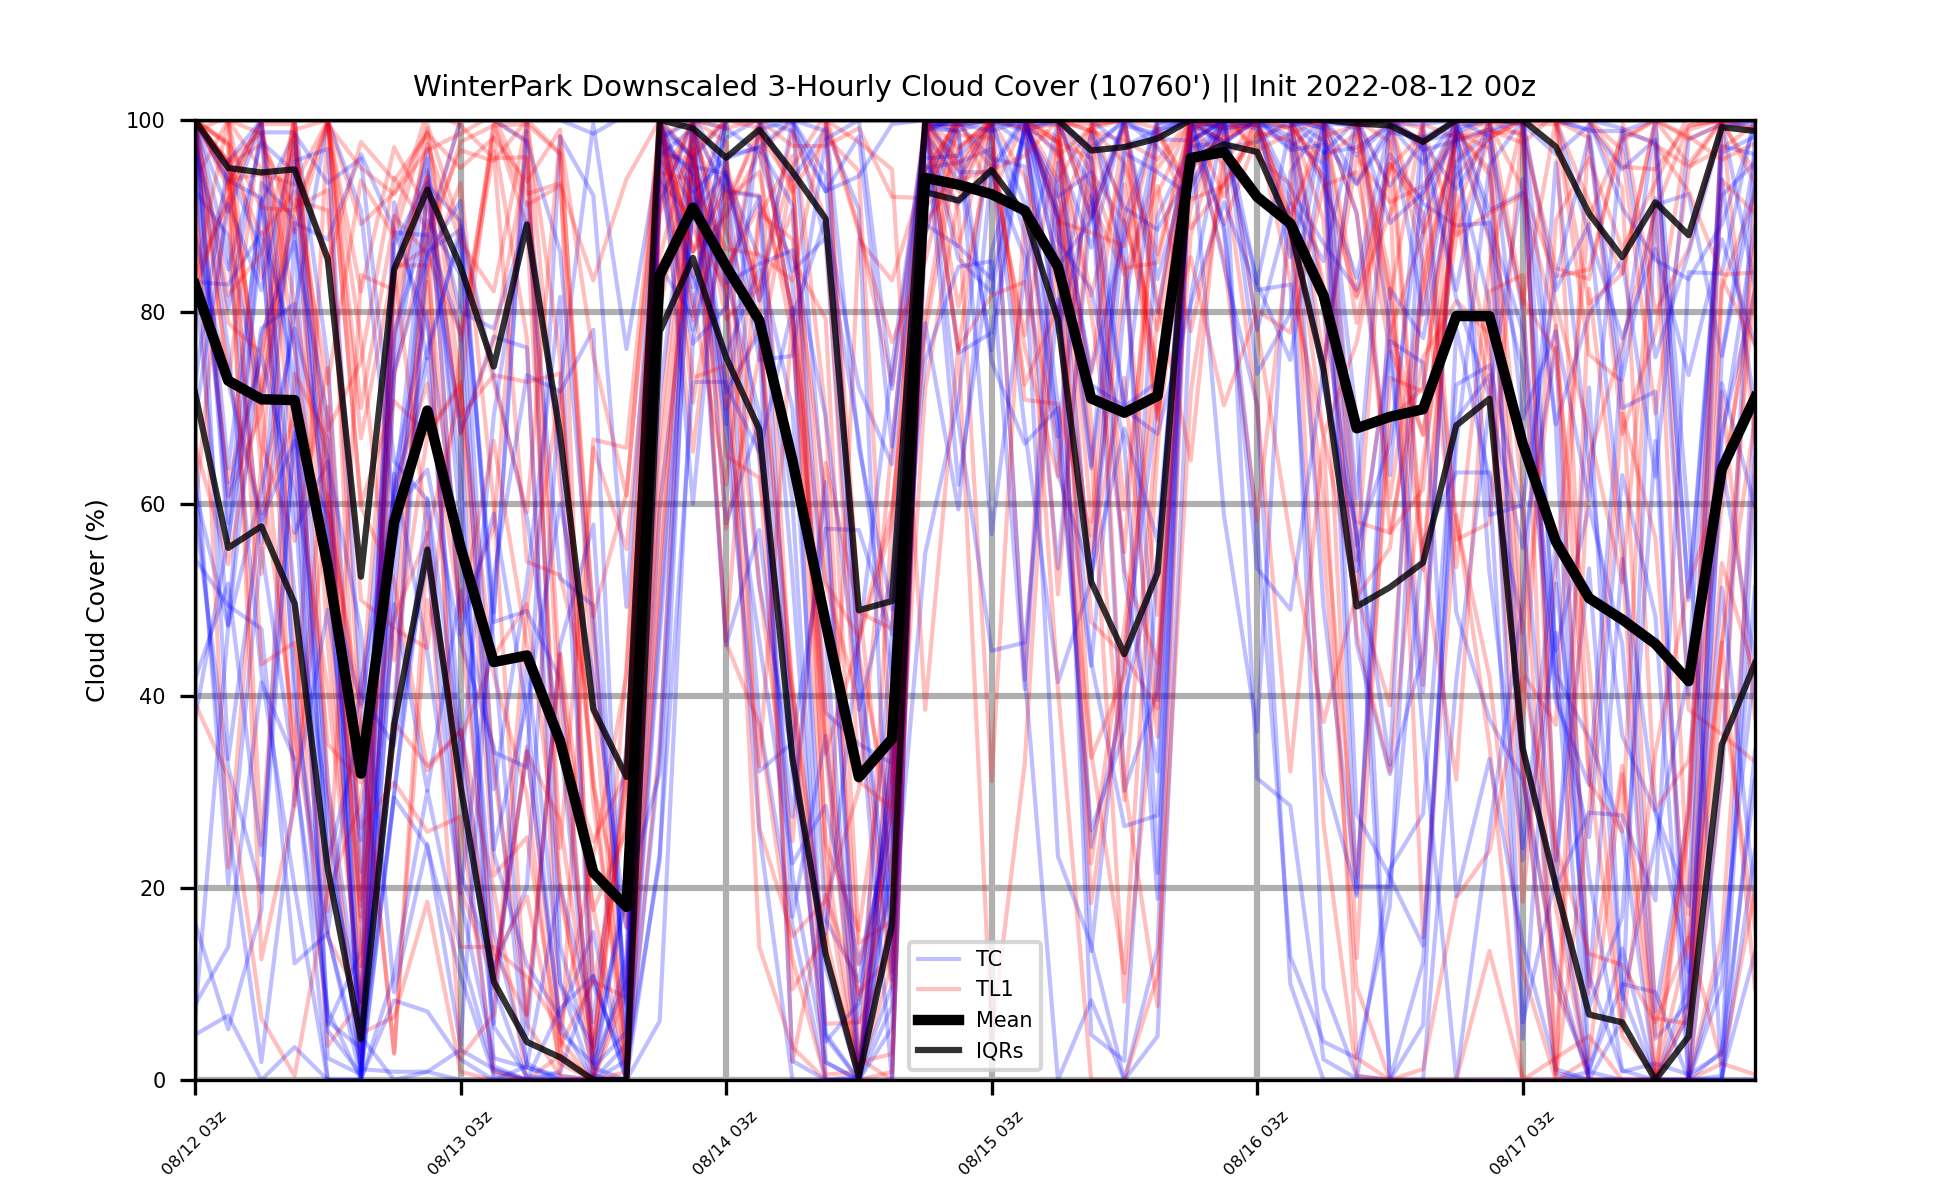 WinterPark Downscaled 3-Hourly Cloud Cover (10760') || Init 2022-08-12 00z
Cloud Cover (%)
100
80
60
40
20
0
TC
TL1
Mean
IQRs
08/12 03z
08/13 03z
08/14 03z
08/15 03z
08/16 03z
08/17 03z